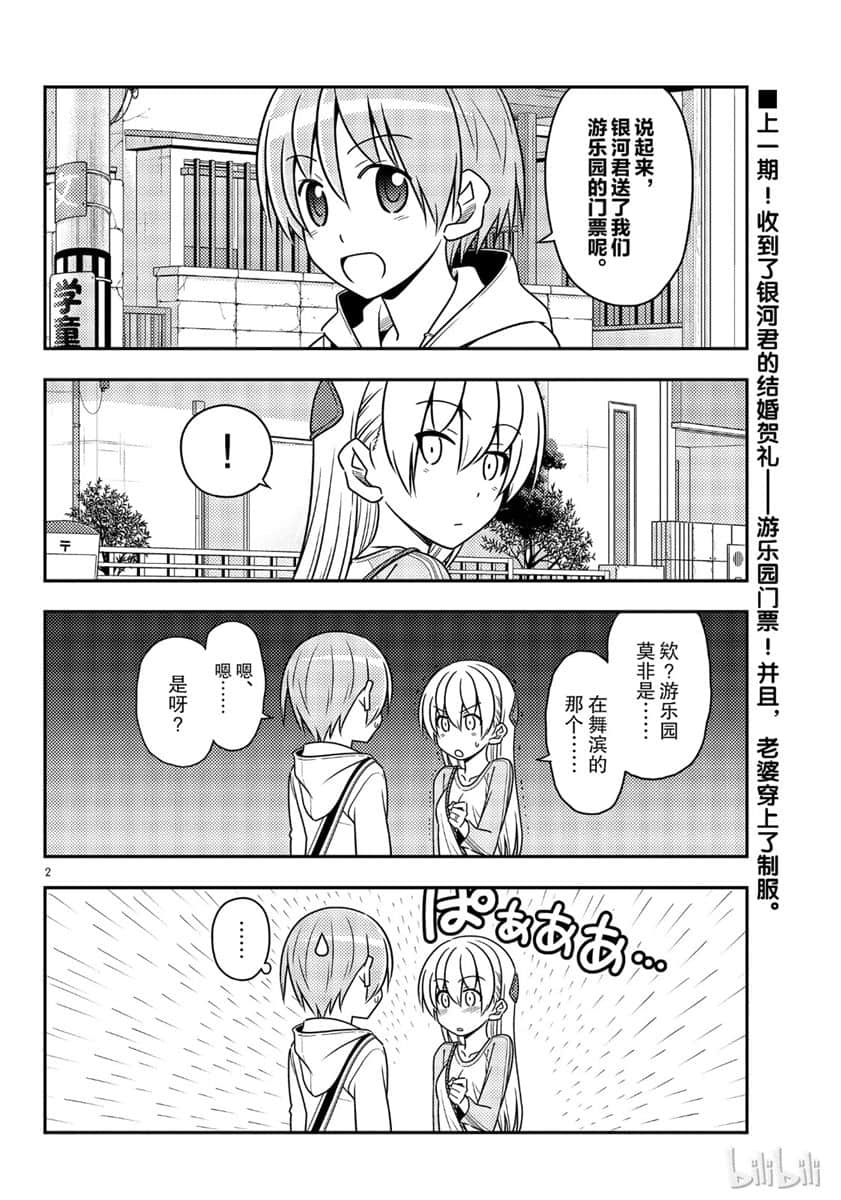 ■上一期！收到了银河君的结婚贺礼——游乐园门票！并且，老婆穿上了制服。
说起来，
银河君送了我们
游乐园的门票呢。
文
学童
！
〒
欸？游乐园
莫非是……
在舞滨的
那个……
嗯、
嗯……
是呀？
2
ぱぁぁぁ…
……
bilibili